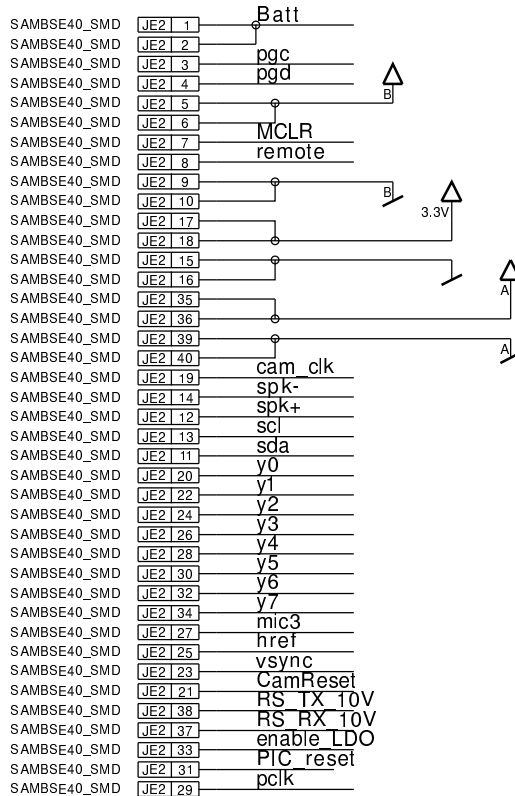 SAMBSE40_SMD JE2 1 Batt
SAMBSE40_SMD JE2 2
SAMBSE40_SMD JE2 3 pgc
SAMBSE40_SMD JE2 4 pgd
SAMBSE40_SMD JE2 5 B
SAMBSE40_SMD JE2 6
SAMBSE40_SMD JE2 7 MCLR
SAMBSE40_SMD JE2 8 remote
SAMBSE40_SMD JE2 9 B
SAMBSE40_SMD JE2 10
SAMBSE40_SMD JE2 17 3.3V
SAMBSE40_SMD JE2 18
SAMBSE40_SMD JE2 15
SAMBSE40_SMD JE2 16
SAMBSE40_SMD JE2 35 A
SAMBSE40_SMD JE2 36
SAMBSE40_SMD JE2 39 A
SAMBSE40_SMD JE2 40
SAMBSE40_SMD JE2 19 cam_clk
SAMBSE40_SMD JE2 14 spk-
SAMBSE40_SMD JE2 12 spk+
SAMBSE40_SMD JE2 13 scl
SAMBSE40_SMD JE2 11 sda
SAMBSE40_SMD JE2 20 y0
SAMBSE40_SMD JE2 22 y1
SAMBSE40_SMD JE2 24 y2
SAMBSE40_SMD JE2 26 y3
SAMBSE40_SMD JE2 28 y4
SAMBSE40_SMD JE2 30 y5
SAMBSE40_SMD JE2 32 y6
SAMBSE40_SMD JE2 34 y7
SAMBSE40_SMD JE2 27 mic3
SAMBSE40_SMD JE2 25 href
SAMBSE40_SMD JE2 23 vsync
SAMBSE40_SMD JE2 21 CamReset
SAMBSE40_SMD JE2 38 RS_TX_10V
SAMBSE40_SMD JE2 37 RS_RX_10V
SAMBSE40_SMD JE2 33 enable_LDO
SAMBSE40_SMD JE2 31 PIC_reset
SAMBSE40_SMD JE2 29 pclk